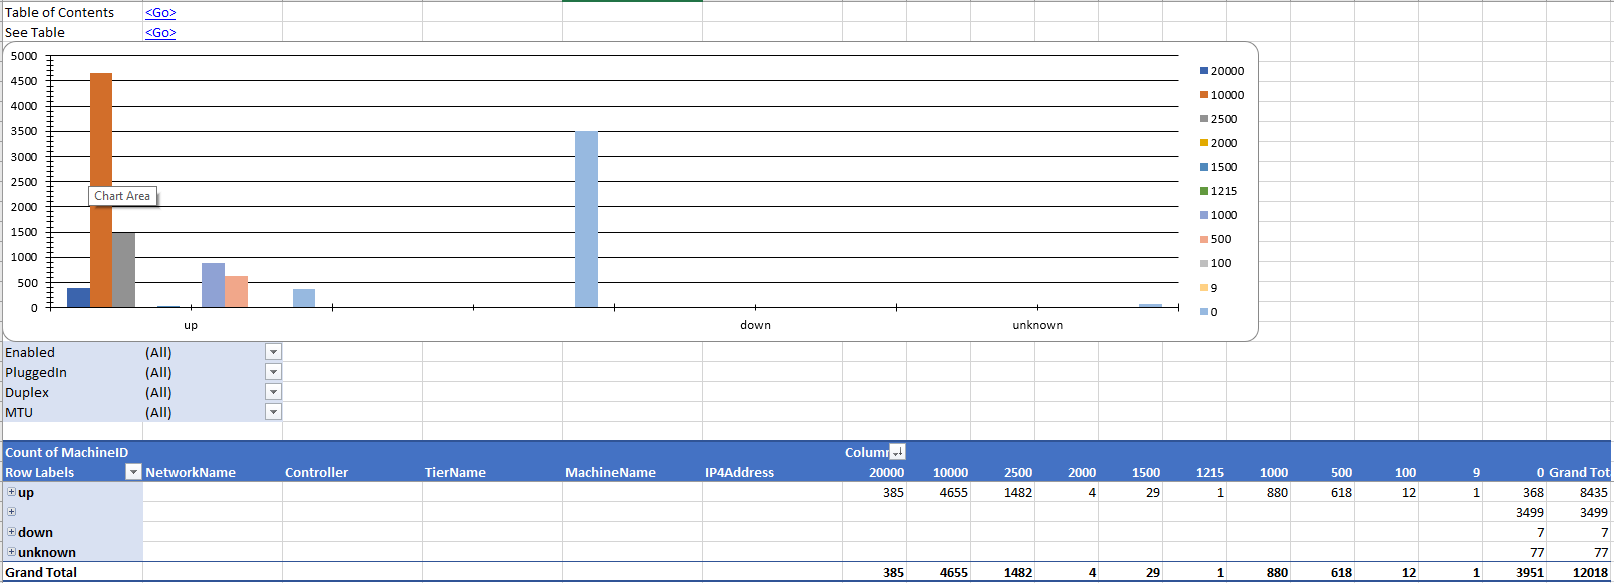 Table of Contents <Go>
See Table <Go>
5000
4500
4000
3500
3000
2500
2000
1500
1000
500
0
Chart Area
up down unknown
20000
10000
2500
2000
1500
1215
1000
500
100
9
0
Enabled (All)
PluggedIn (All)
Duplex (All)
MTU (All)
Count of MachineID Column
Row Labels NetworkName Controller TierName MachineName IP4Address 20000 10000 2500 2000 1500 1215 1000 500 100 9 0 Grand Tot
up 385 4655 1482 4 29 1 880 618 12 1 368 8435
3499 3499
down 7 7
unknown 77 77
Grand Total 385 4655 1482 4 29 1 880 618 12 1 3951 12018